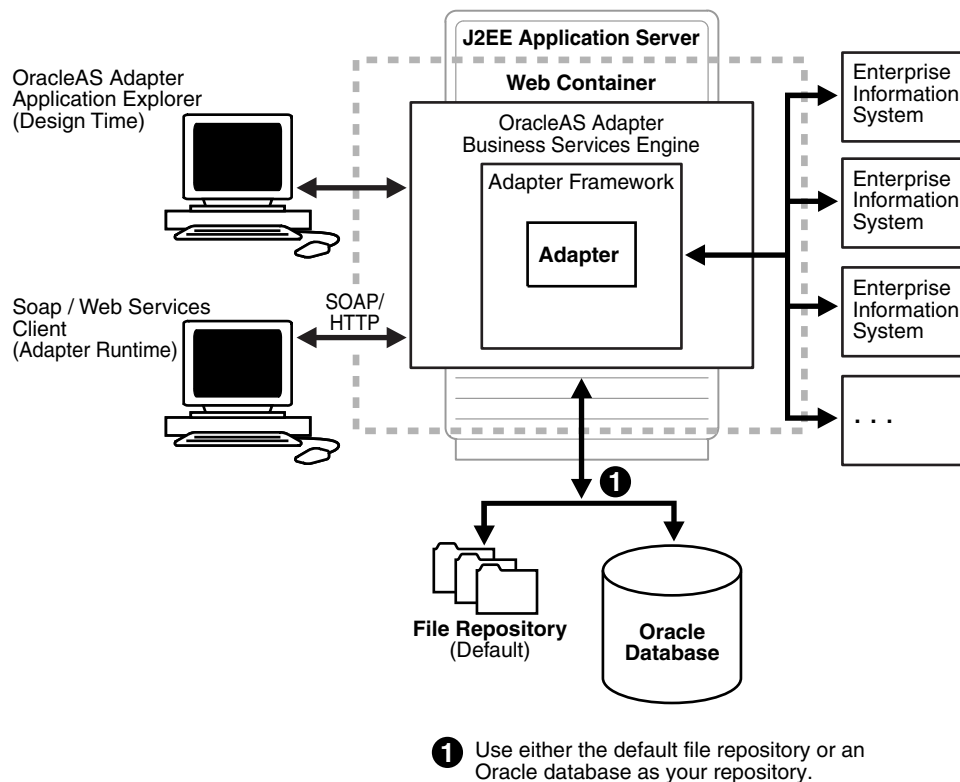 J2EE Application Server
Web Container
OracleAS Adapter
Application Explorer
(Design Time)
OracleAS Adapter
Business Services Engine
Adapter Framework
Adapter
Enterprise
Information
System
Enterprise
Information
System
Soap / Web Services
Client
(Adapter Runtime)
SOAP/
HTTP
Enterprise
Information
System
. . .
1
File Repository
(Default)
Oracle
Database
1 Use either the default file repository or an
Oracle database as your repository.